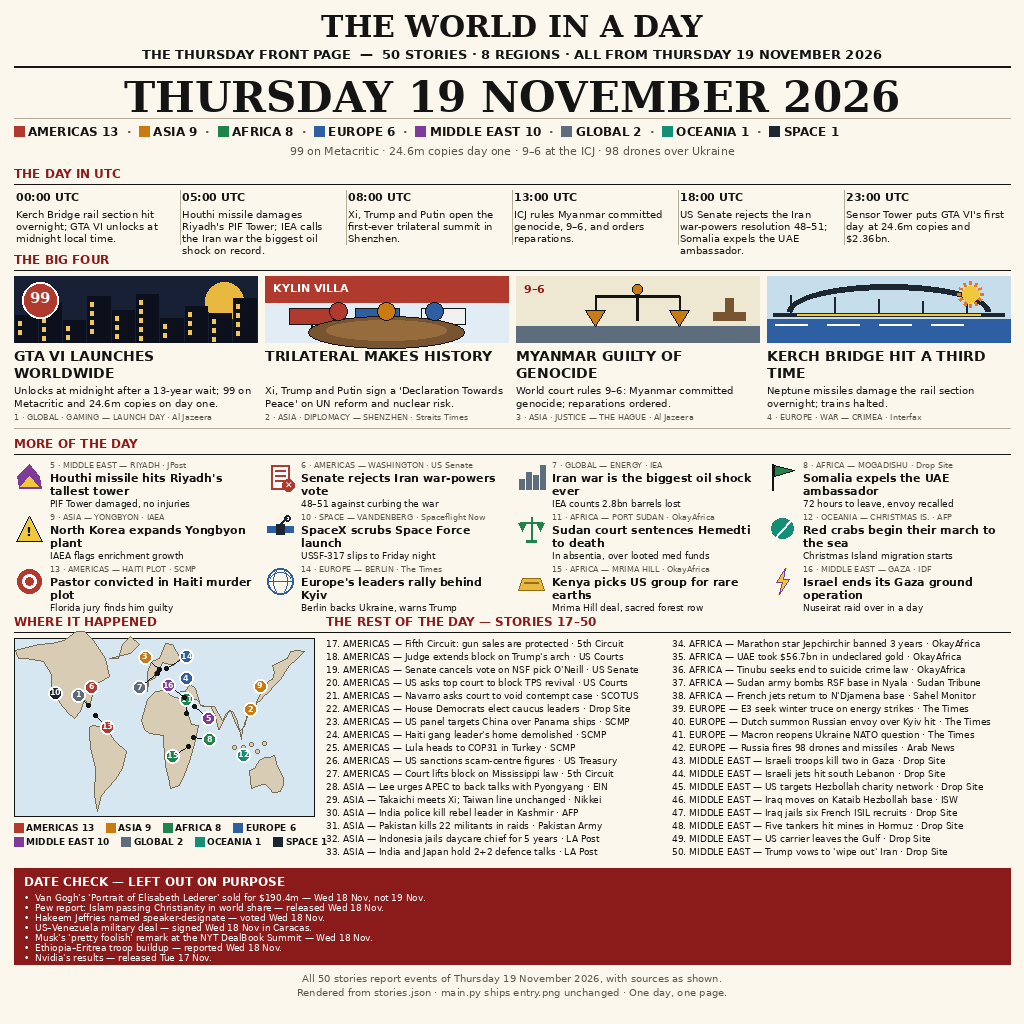 THE WORLD IN A DAY
THE THURSDAY FRONT PAGE — 50 STORIES · 8 REGIONS · ALL FROM THURSDAY 19 NOVEMBER 2026
THURSDAY 19 NOVEMBER 2026
AMERICAS 13 · ASIA 9 · AFRICA 8 · EUROPE 6 · MIDDLE EAST 10 · GLOBAL 2 · OCEANIA 1 · SPACE 1
99 on Metacritic · 24.6m copies day one · 9–6 at the ICJ · 98 drones over Ukraine
THE DAY IN UTC
00:00 UTC
Kerch Bridge rail section hit
overnight; GTA VI unlocks at
midnight local time.
05:00 UTC
Houthi missile damages
Riyadh's PIF Tower; IEA calls
the Iran war the biggest oil
shock on record.
08:00 UTC
Xi, Trump and Putin open the
first-ever trilateral summit in
Shenzhen.
13:00 UTC
ICJ rules Myanmar committed
genocide, 9–6, and orders
reparations.
18:00 UTC
US Senate rejects the Iran
war-powers resolution 48–51;
Somalia expels the UAE
ambassador.
23:00 UTC
Sensor Tower puts GTA VI's first
day at 24.6m copies and
$2.36bn.
THE BIG FOUR
99
GTA VI LAUNCHES
WORLDWIDE
Unlocks at midnight after a 13-year wait; 99 on
Metacritic and 24.6m copies on day one.
1 · GLOBAL · GAMING — LAUNCH DAY · Al Jazeera
KYLIN VILLA
TRILATERAL MAKES HISTORY
Xi, Trump and Putin sign a 'Declaration Towards
Peace' on UN reform and nuclear risk.
2 · ASIA · DIPLOMACY — SHENZHEN · Straits Times
9–6
MYANMAR GUILTY OF
GENOCIDE
World court rules 9–6: Myanmar committed
genocide; reparations ordered.
3 · ASIA · JUSTICE — THE HAGUE · Al Jazeera
KERCH BRIDGE HIT A THIRD
TIME
Neptune missiles damage the rail section
overnight; trains halted.
4 · EUROPE · WAR — CRIMEA · Interfax
MORE OF THE DAY
5 · MIDDLE EAST — RIYADH · JPost
Houthi missile hits Riyadh's
tallest tower
PIF Tower damaged, no injuries
6 · AMERICAS — WASHINGTON · US Senate
Senate rejects Iran war-powers
vote
48–51 against curbing the war
7 · GLOBAL — ENERGY · IEA
Iran war is the biggest oil shock
ever
IEA counts 2.8bn barrels lost
8 · AFRICA — MOGADISHU · Drop Site
Somalia expels the UAE
ambassador
72 hours to leave, envoy recalled
!
9 · ASIA — YONGBYON · IAEA
North Korea expands Yongbyon
plant
IAEA flags enrichment growth
10 · SPACE — VANDENBERG · Spaceflight Now
SpaceX scrubs Space Force
launch
USSF-317 slips to Friday night
11 · AFRICA — PORT SUDAN · OkayAfrica
Sudan court sentences Hemedti
to death
In absentia, over looted med funds
12 · OCEANIA — CHRISTMAS IS. · AFP
Red crabs begin their march to
the sea
Christmas Island migration starts
13 · AMERICAS — HAITI PLOT · SCMP
Pastor convicted in Haiti murder
plot
Florida jury finds him guilty
14 · EUROPE — BERLIN · The Times
Europe's leaders rally behind
Kyiv
Berlin backs Ukraine, warns Trump
15 · AFRICA — MRIMA HILL · OkayAfrica
Kenya picks US group for rare
earths
Mrima Hill deal, sacred forest row
16 · MIDDLE EAST — GAZA · IDF
Israel ends its Gaza ground
operation
Nuseirat raid over in a day
WHERE IT HAPPENED
3
14
7
16
4
10
1
6
9
5
2
13
8
15
12
AMERICAS 13 ASIA 9 AFRICA 8 EUROPE 6
MIDDLE EAST 10 GLOBAL 2 OCEANIA 1 SPACE 1
THE REST OF THE DAY — STORIES 17–50
17. AMERICAS — Fifth Circuit: gun sales are protected · 5th Circuit
18. AMERICAS — Judge extends block on Trump's arch · US Courts
19. AMERICAS — Senate cancels vote on NSF pick O'Neill · US Senate
20. AMERICAS — US asks top court to block TPS revival · US Courts
21. AMERICAS — Navarro asks court to void contempt case · SCOTUS
22. AMERICAS — House Democrats elect caucus leaders · Drop Site
23. AMERICAS — US panel targets China over Panama ships · SCMP
24. AMERICAS — Haiti gang leader's home demolished · SCMP
25. AMERICAS — Lula heads to COP31 in Turkey · SCMP
26. AMERICAS — US sanctions scam-centre figures · US Treasury
27. AMERICAS — Court lifts block on Mississippi law · 5th Circuit
28. ASIA — Lee urges APEC to back talks with Pyongyang · EIN
29. ASIA — Takaichi meets Xi; Taiwan line unchanged · Nikkei
30. ASIA — India police kill rebel leader in Kashmir · AFP
31. ASIA — Pakistan kills 22 militants in raids · Pakistan Army
32. ASIA — Indonesia jails daycare chief for 5 years · LA Post
33. ASIA — India and Japan hold 2+2 defence talks · LA Post
34. AFRICA — Marathon star Jepchirchir banned 3 years · OkayAfrica
35. AFRICA — UAE took $56.7bn in undeclared gold · OkayAfrica
36. AFRICA — Tinubu seeks end to suicide crime law · OkayAfrica
37. AFRICA — Sudan army bombs RSF base in Nyala · Sudan Tribune
38. AFRICA — French jets return to N'Djamena base · Sahel Monitor
39. EUROPE — E3 seek winter truce on energy strikes · The Times
40. EUROPE — Dutch summon Russian envoy over Kyiv hit · The Times
41. EUROPE — Macron reopens Ukraine NATO question · The Times
42. EUROPE — Russia fires 98 drones and missiles · Arab News
43. MIDDLE EAST — Israeli troops kill two in Gaza · Drop Site
44. MIDDLE EAST — Israeli jets hit south Lebanon · Drop Site
45. MIDDLE EAST — US targets Hezbollah charity network · Drop Site
46. MIDDLE EAST — Iraq moves on Kataib Hezbollah base · ISW
47. MIDDLE EAST — Iraq jails six French ISIL recruits · Drop Site
48. MIDDLE EAST — Five tankers hit mines in Hormuz · Drop Site
49. MIDDLE EAST — US carrier leaves the Gulf · Drop Site
50. MIDDLE EAST — Trump vows to 'wipe out' Iran · Drop Site
DATE CHECK — LEFT OUT ON PURPOSE
• Van Gogh's 'Portrait of Elisabeth Lederer' sold for $190.4m — Wed 18 Nov, not 19 Nov.
• Pew report: Islam passing Christianity in world share — released Wed 18 Nov.
• Hakeem Jeffries named speaker-designate — voted Wed 18 Nov.
• US–Venezuela military deal — signed Wed 18 Nov in Caracas.
• Musk's 'pretty foolish' remark at the NYT DealBook Summit — Wed 18 Nov.
• Ethiopia–Eritrea troop buildup — reported Wed 18 Nov.
• Nvidia's results — released Tue 17 Nov.
All 50 stories report events of Thursday 19 November 2026, with sources as shown.
Rendered from stories.json · main.py ships entry.png unchanged · One day, one page.